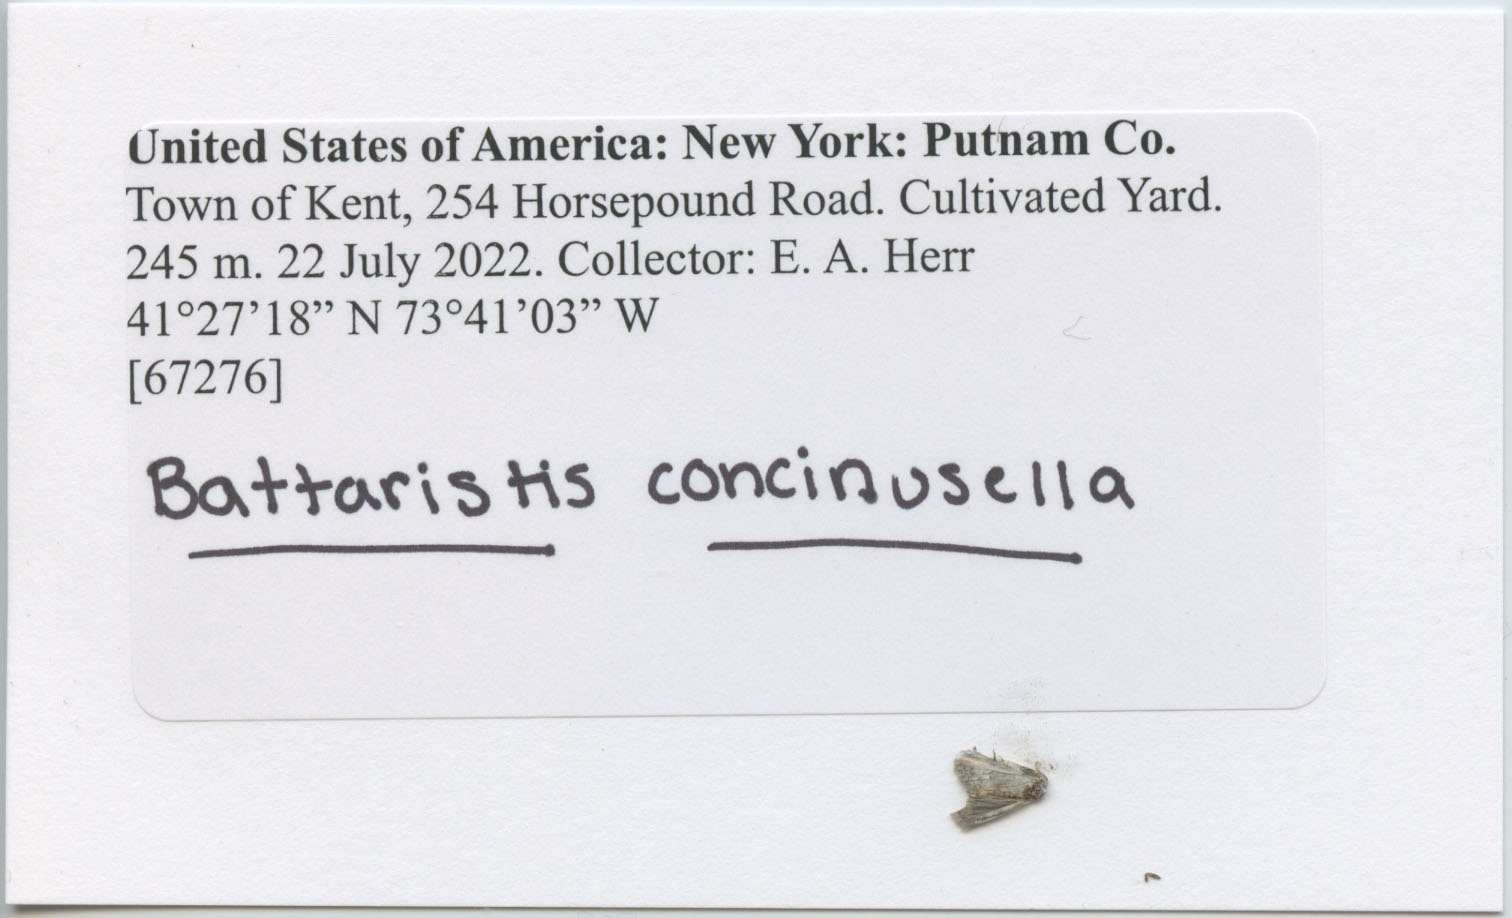 United States of America: New York: Putnam Co.
Town of Kent, 254 Horsepound Road. Cultivated Yard.
245 m. 22 July 2022. Collector: E. A. Herr
41°27’18” N 73°41’03” W
[67276]
Battaristis concinusella